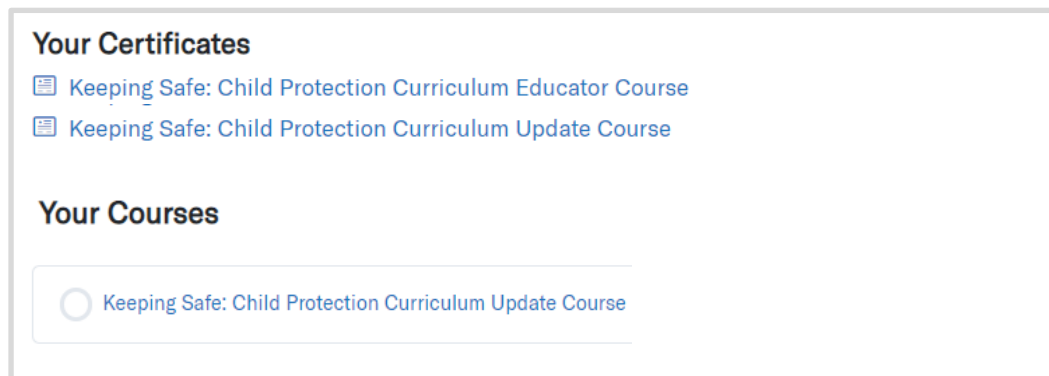 Your Certificates
Keeping Safe: Child Protection Curriculum Educator Course
Keeping Safe: Child Protection Curriculum Update Course
Your Courses
Keeping Safe: Child Protection Curriculum Update Course